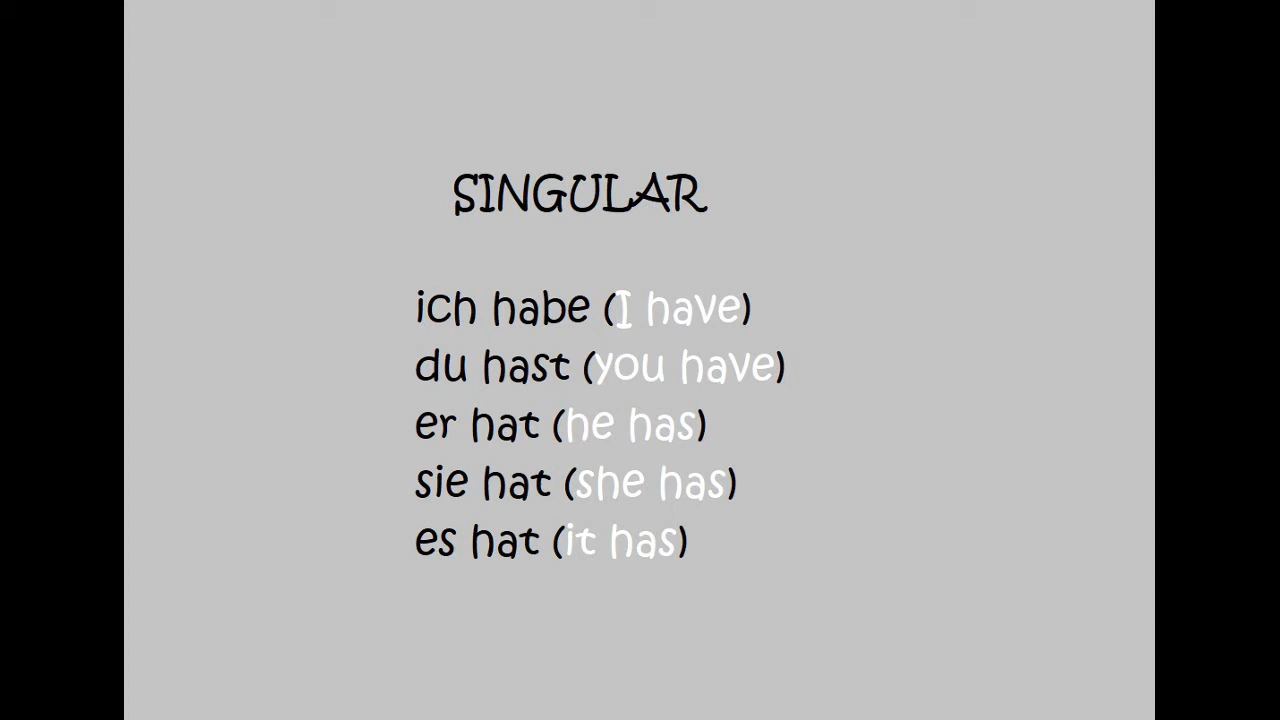 SINGULAR
ich habe (I have)
du hast (you have)
er hat (he has)
sie hat (she has)
es hat (it has)